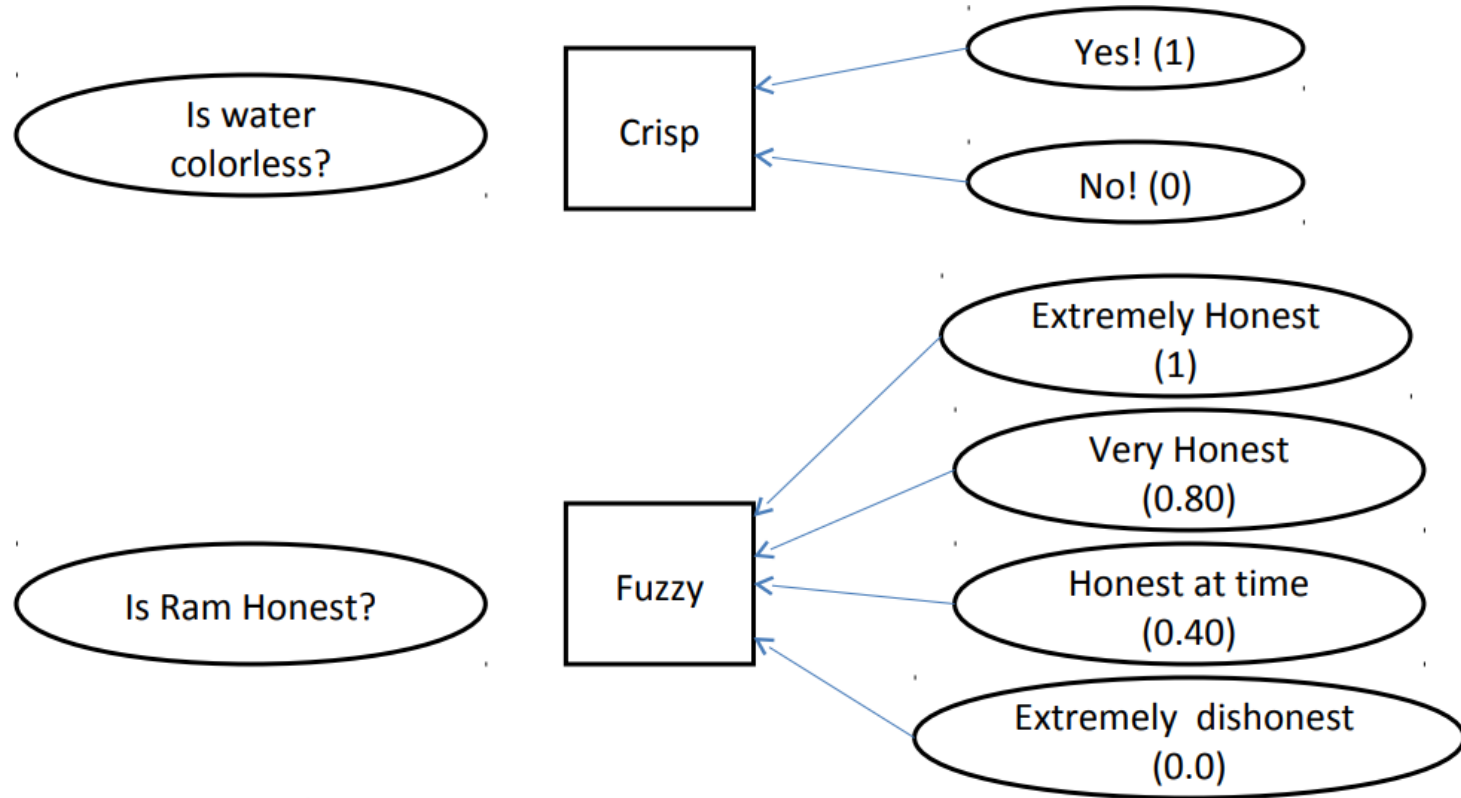 Is water
colorless?
Crisp
Yes! (1)
No! (0)
Is Ram Honest?
Fuzzy
Extremely Honest
(1)
Very Honest
(0.80)
Honest at time
(0.40)
Extremely  dishonest
(0.0)